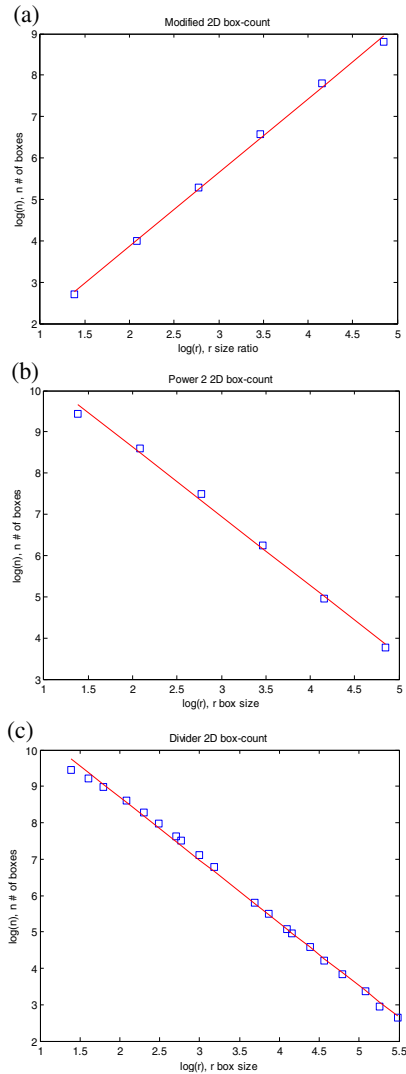 (a)
Modified 2D box-count
log(n), n # of boxes
9
8
7
6
5
4
3
2
1 1.5 2 2.5 3 3.5 4 4.5 5
log(r), r size ratio
(b)
Power 2 2D box-count
log(n), n # of boxes
10
9
8
7
6
5
4
3
1 1.5 2 2.5 3 3.5 4 4.5 5
log(r), r box size
(c)
Divider 2D box-count
log(n), n # of boxes
10
9
8
7
6
5
4
3
2
1 1.5 2 2.5 3 3.5 4 4.5 5 5.5
log(r), r box size